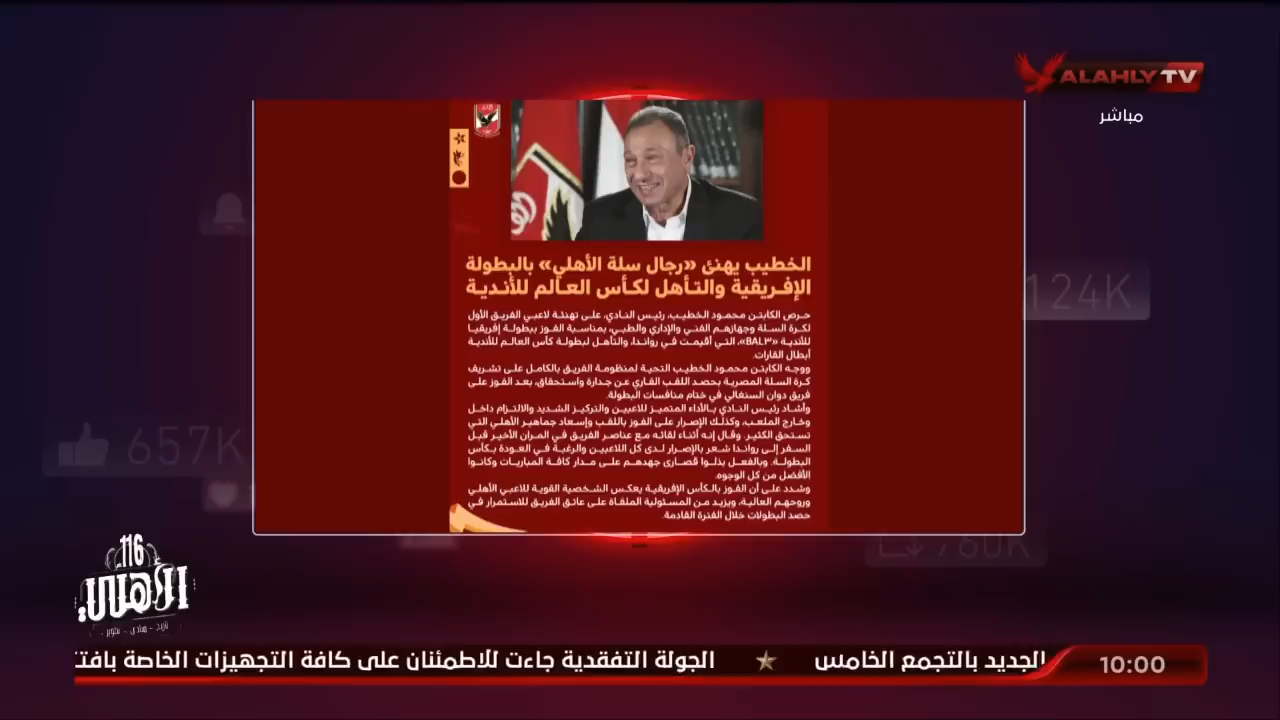 ALAHLY TV
مباشر
الخطيب يهنئ «رجال سلة الأهلي» بالبطولة
الإفريقية والتأهل لكأس العالم للأندية
حرص الكابتن محمود الخطيب، رئيس النادي، على تهنئة لاعبي الفريق الأول
لكرة السلة وجهازهم الفني والإداري والطبي، بمناسبة الفوز ببطولة إفريقيا
للأندية «BAL٣»، التي أقيمت في رواندا، والتأهل لبطولة كأس العالم للأندية
أبطال القارات.
ووجه الكابتن محمود الخطيب التحية لمنظومة الفريق بالكامل على تشريف
كرة السلة المصرية بحصد اللقب القاري عن جدارة واستحقاق، بعد الفوز على
فريق دوان السنغالي في ختام منافسات البطولة.
وأشاد رئيس النادي بالأداء المتميز للاعبين والتركيز الشديد والالتزام داخل
وخارج الملعب، وكذلك الإصرار على الفوز باللقب وإسعاد جماهير الأهلي التي
تستحق الكثير. وقال إنه أثناء لقائه مع عناصر الفريق في المران الأخير قبل
السفر إلى رواندا شعر بالإصرار لدى كل اللاعبين والرغبة في العودة بكأس
البطولة. وبالفعل بذلوا قصارى جهدهم على مدار كافة المباريات وكانوا
الأفضل من كل الوجوه.
وشدد على أن الفوز بالكأس الإفريقية يعكس الشخصية القوية للاعبي الأهلي
وروحهم العالية، ويزيد من المسئولية الملقاة على عاتق الفريق للاستمرار في
حصد البطولات خلال الفترة القادمة.
124K
657K
760K
116
الأهلي
الجديد بالتجمع الخامس
الجولة التفقدية جاءت للاطمئنان على كافة التجهيزات الخاصة بافتـ
10:00